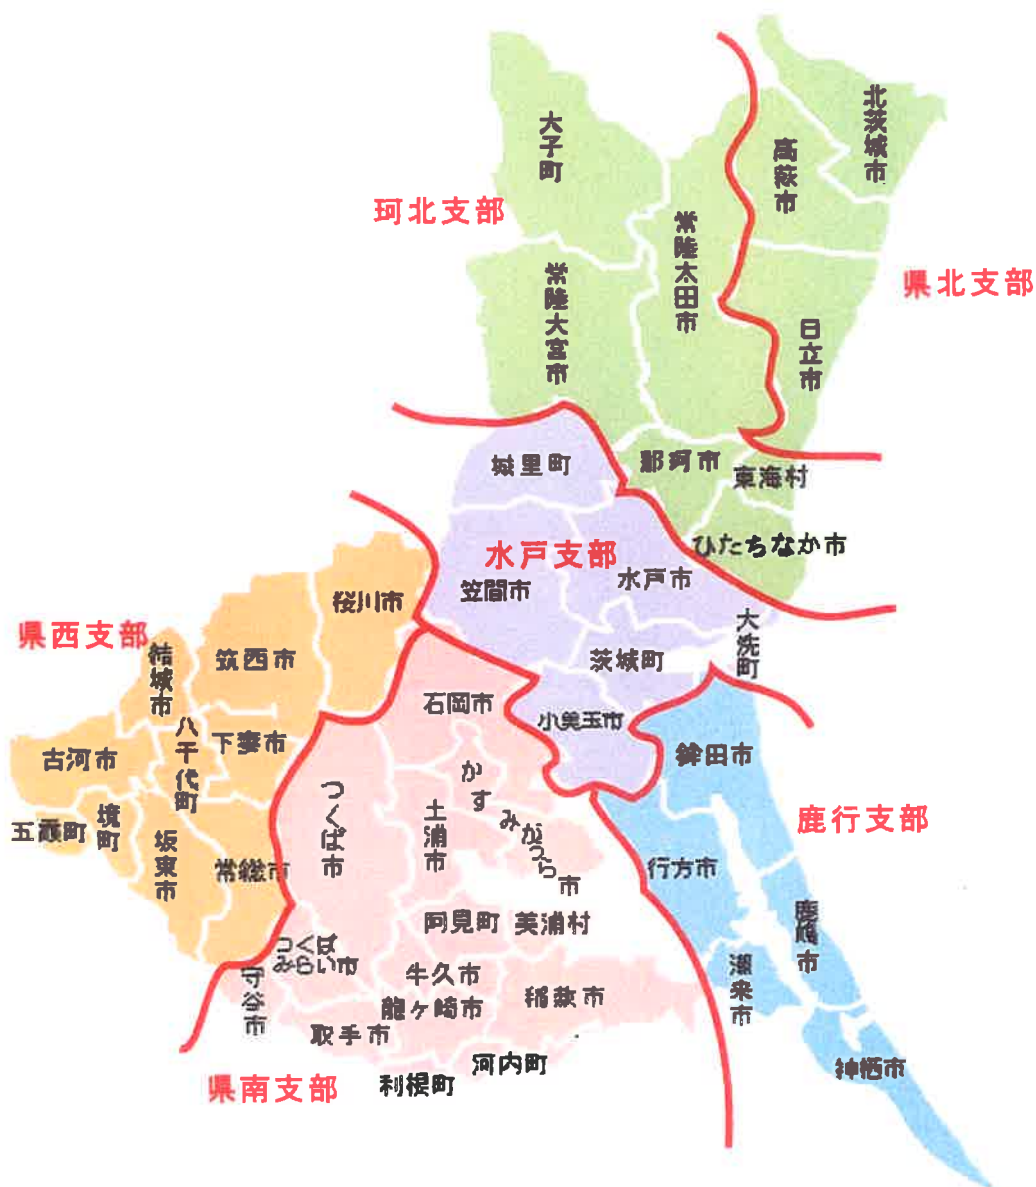 北茨城市
大子町
高萩市
珂北支部
常陸太田市
県北支部
常陸大宮市
日立市
城里町
那珂市
東海村
水戸支部
ひたちなか市
笠間市
水戸市
桜川市
大洗町
県西支部
結城市
筑西市
茨城町
石岡市
小美玉市
古河市
八千代町
下妻市
鉾田市
かすみがうら市
つくば市
土浦市
鹿行支部
五霞町
境町
坂東市
常総市
行方市
鹿嶋市
阿見町
美浦村
つくばみらい市
守谷市
牛久市
稲敷市
潮来市
龍ヶ崎市
取手市
河内町
神栖市
県南支部
利根町